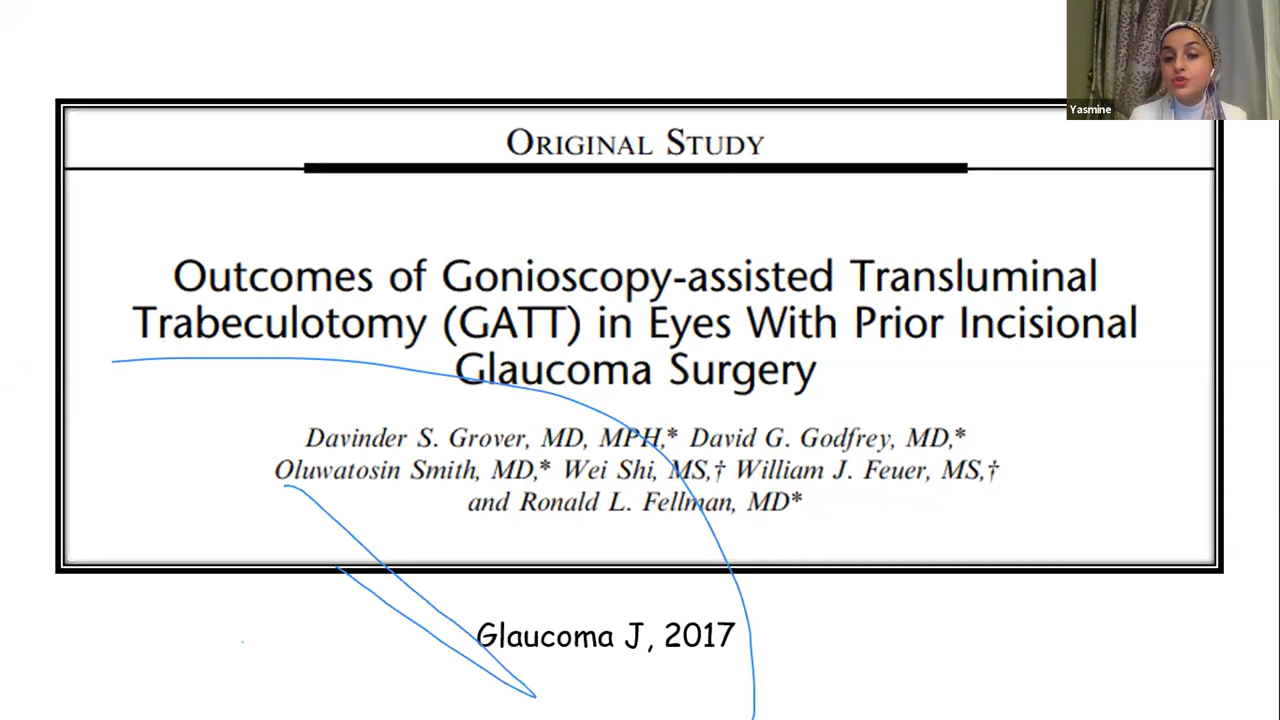 Yasmine
ORIGINAL STUDY
Outcomes of Gonioscopy-assisted Transluminal
Trabeculotomy (GATT) in Eyes With Prior Incisional
Glaucoma Surgery
Davinder S. Grover, MD, MPH,* David G. Godfrey, MD,*
Oluwatosin Smith, MD,* Wei Shi, MS,† William J. Feuer, MS,†
and Ronald L. Fellman, MD*
Glaucoma J, 2017